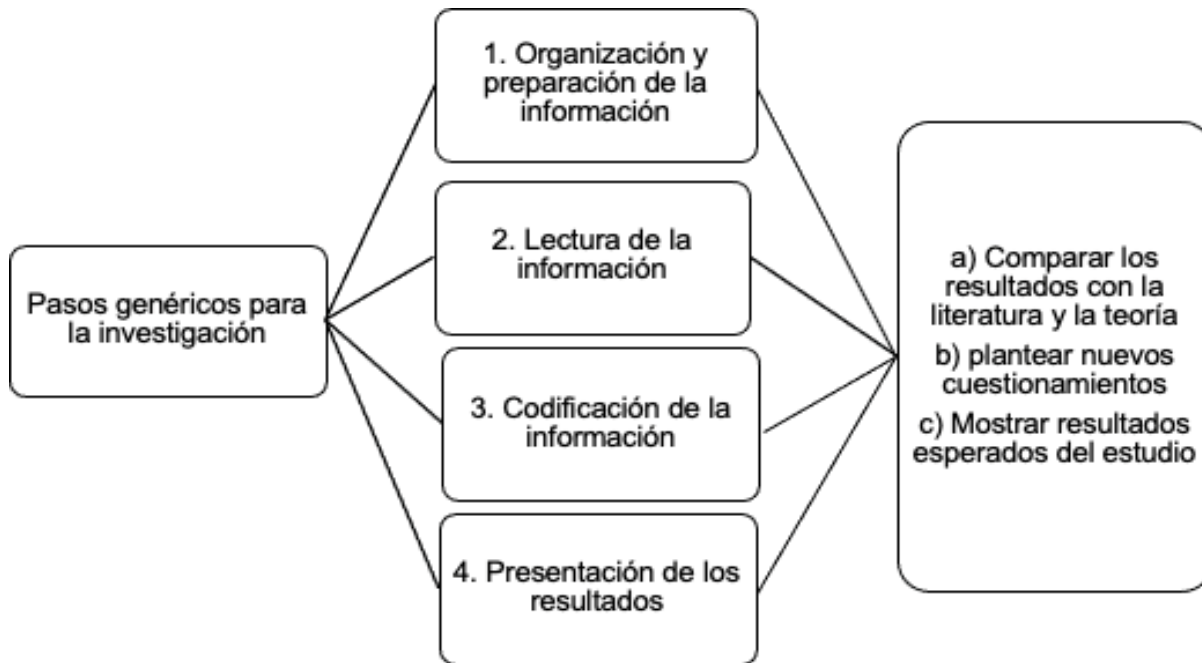 Pasos genéricos para
la investigación
1. Organización y
preparación de la
información
2. Lectura de la
información
3. Codificación de la
información
4. Presentación de los
resultados
a) Comparar los
resultados con la
literatura y la teoría
b) plantear nuevos
cuestionamientos
c) Mostrar resultados
esperados del estudio